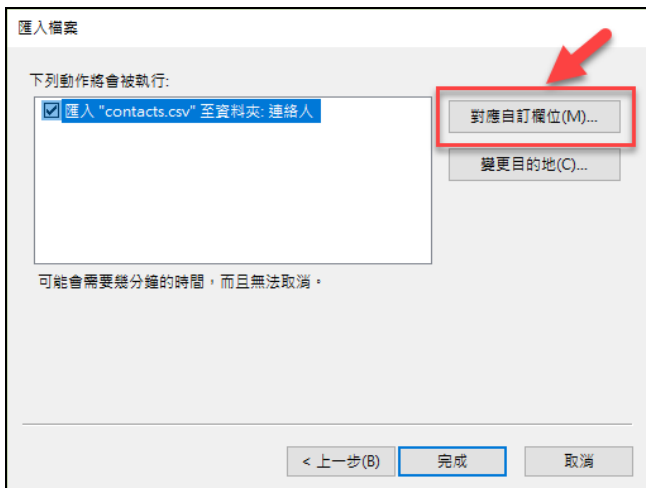 匯入檔案
下列動作將會被執行:
匯入 "contacts.csv" 至資料夾: 連絡人
對應自訂欄位(M)...
變更目的地(C)...
可能會需要幾分鐘的時間，而且無法取消。
< 上一步(B)
完成
取消